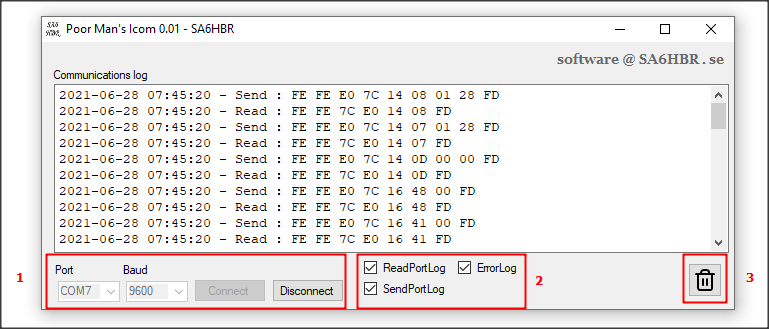 SA6
HBR.
Poor Man's Icom 0.01 - SA6HBR
software @ SA6HBR . se
Communications log
2021-06-28 07:45:20 - Send : FE FE E0 7C 14 08 01 28 FD
2021-06-28 07:45:20 - Read : FE FE 7C E0 14 08 FD
2021-06-28 07:45:20 - Send : FE FE E0 7C 14 07 01 28 FD
2021-06-28 07:45:20 - Read : FE FE 7C E0 14 07 FD
2021-06-28 07:45:20 - Send : FE FE E0 7C 14 0D 00 00 FD
2021-06-28 07:45:20 - Read : FE FE 7C E0 14 0D FD
2021-06-28 07:45:20 - Send : FE FE E0 7C 16 48 00 FD
2021-06-28 07:45:20 - Read : FE FE 7C E0 16 48 FD
2021-06-28 07:45:20 - Send : FE FE E0 7C 16 41 00 FD
2021-06-28 07:45:20 - Read : FE FE 7C E0 16 41 FD
1
Port Baud
COM7 9600 Connect Disconnect
ReadPortLog ErrorLog
SendPortLog
2
3